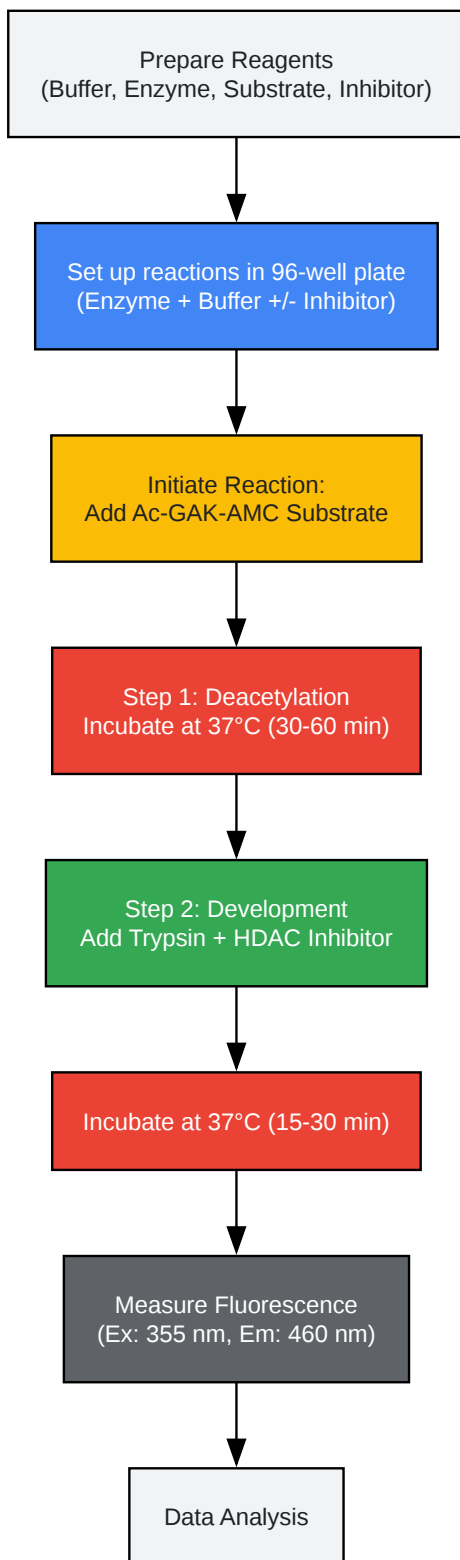 Prepare Reagents
(Buffer, Enzyme, Substrate, Inhibitor)
Set up reactions in 96-well plate
(Enzyme + Buffer +/- Inhibitor)
Initiate Reaction:
Add Ac-GAK-AMC Substrate
Step 1: Deacetylation
Incubate at 37°C (30-60 min)
Step 2: Development
Add Trypsin + HDAC Inhibitor
Incubate at 37°C (15-30 min)
Measure Fluorescence
(Ex: 355 nm, Em: 460 nm)
Data Analysis